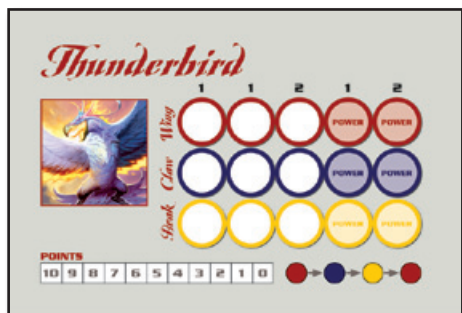 Thunderbird
1 1 2 1 2
Wing POWER POWER
Claw POWER POWER
Beak POWER POWER
POINTS
10 9 8 7 6 5 4 3 2 1 0